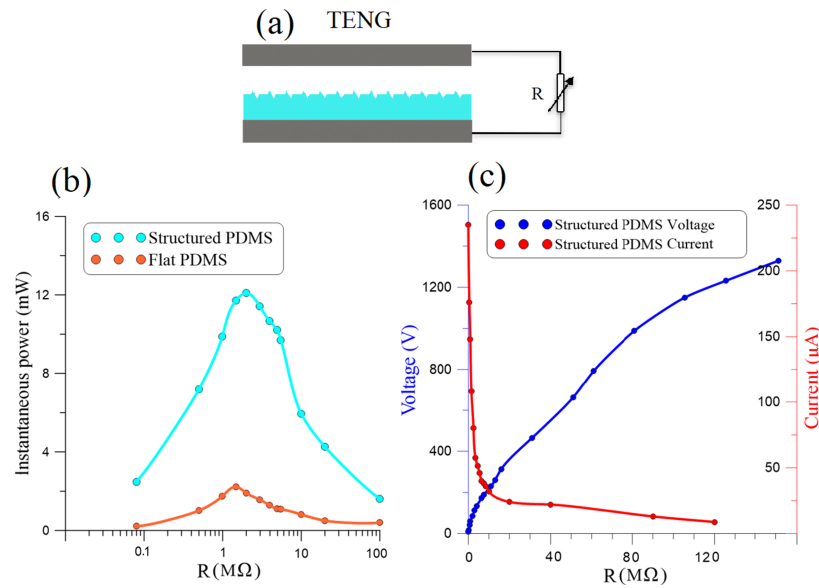 (a)
TENG
R
(b)
16
12
8
4
0
0.1
1
10
100
Instantaneous power (mW)
R (MΩ)
Structured PDMS
Flat PDMS
(c)
1600
1200
800
400
0
Voltage (V)
250
200
150
100
50
0
Current (μA)
0
40
80
120
R (MΩ)
Structured PDMS Voltage
Structured PDMS Current